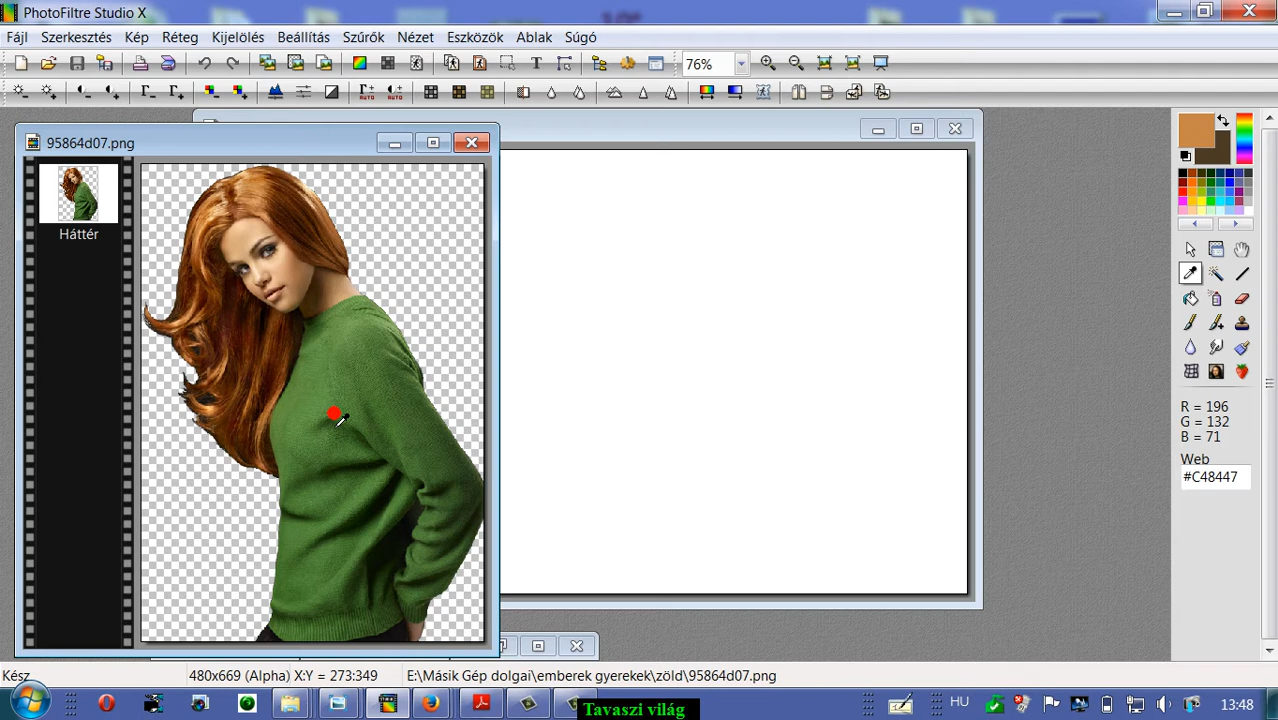 PhotoFiltre Studio X
Fájl Szerkesztés Kép Réteg Kijelölés Beállítás Szűrők Nézet Eszközök Ablak Súgó
76%
95864d07.png
Háttér
R = 196
G = 132
B = 71
Web
#C48447
Kész 480x669 (Alpha) X:Y = 273:349 E:\Másik Gép dolgai\emberek gyerekek\zöld\95864d07.png
Tavaszi világ
HU
13:48